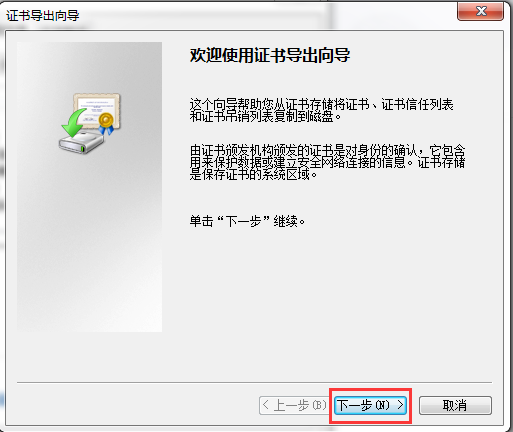 证书导出向导
欢迎使用证书导出向导
这个向导帮助您从证书存储将证书、证书信任列表
和证书吊销列表复制到磁盘。
由证书颁发机构颁发的证书是对身份的确认，它包含
用来保护数据或建立安全网络连接的信息。证书存储
是保存证书的系统区域。
单击“下一步”继续。
< 上一步(B) 下一步(N) > 取消